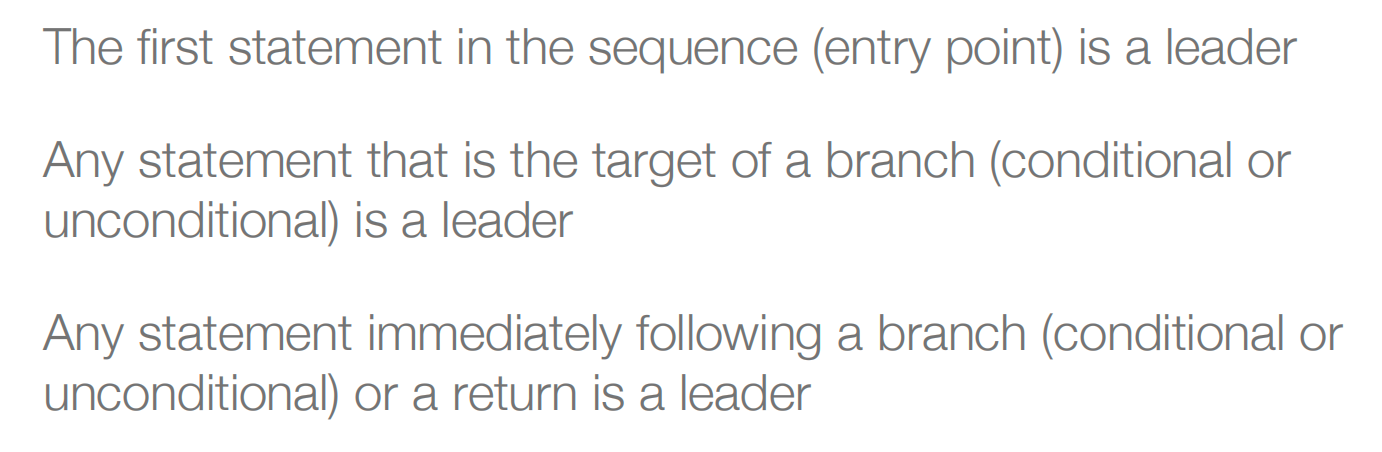 The first statement in the sequence (entry point) is a leader
Any statement that is the target of a branch (conditional or
unconditional) is a leader
Any statement immediately following a branch (conditional or
unconditional) or a return is a leader